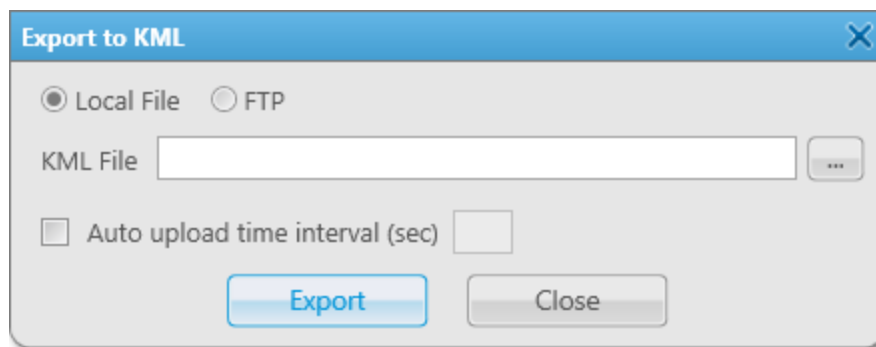 Export to KML
Local File FTP
KML File ...
Auto upload time interval (sec)
Export Close